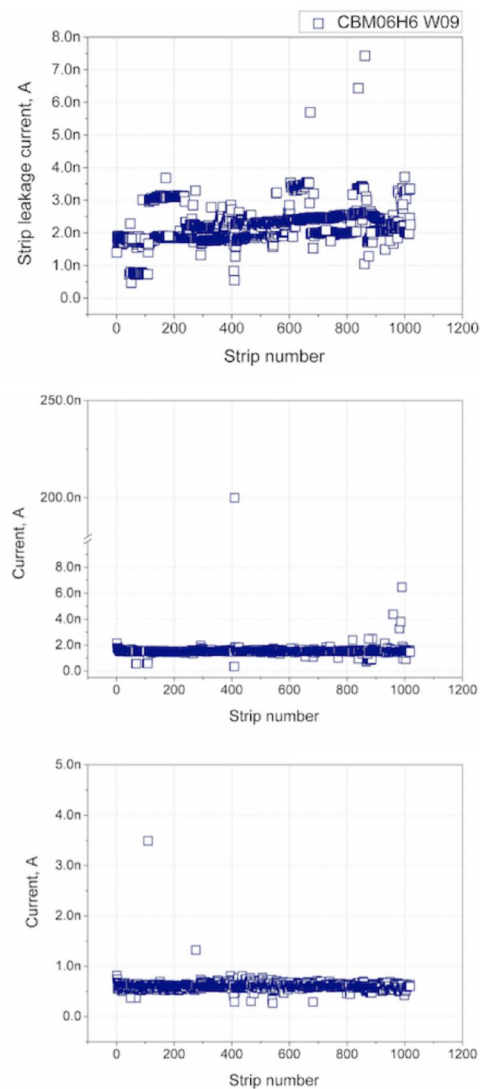 CBM06H6 W09
8.0n
7.0n
6.0n
5.0n
4.0n
3.0n
2.0n
1.0n
0.0
Strip leakage current, A
0 200 400 600 800 1000 1200
Strip number
250.0n
200.0n
8.0n
6.0n
4.0n
2.0n
0.0
Current, A
0 200 400 600 800 1000 1200
Strip number
5.0n
4.0n
3.0n
2.0n
1.0n
0.0
Current, A
0 200 400 600 800 1000 1200
Strip number